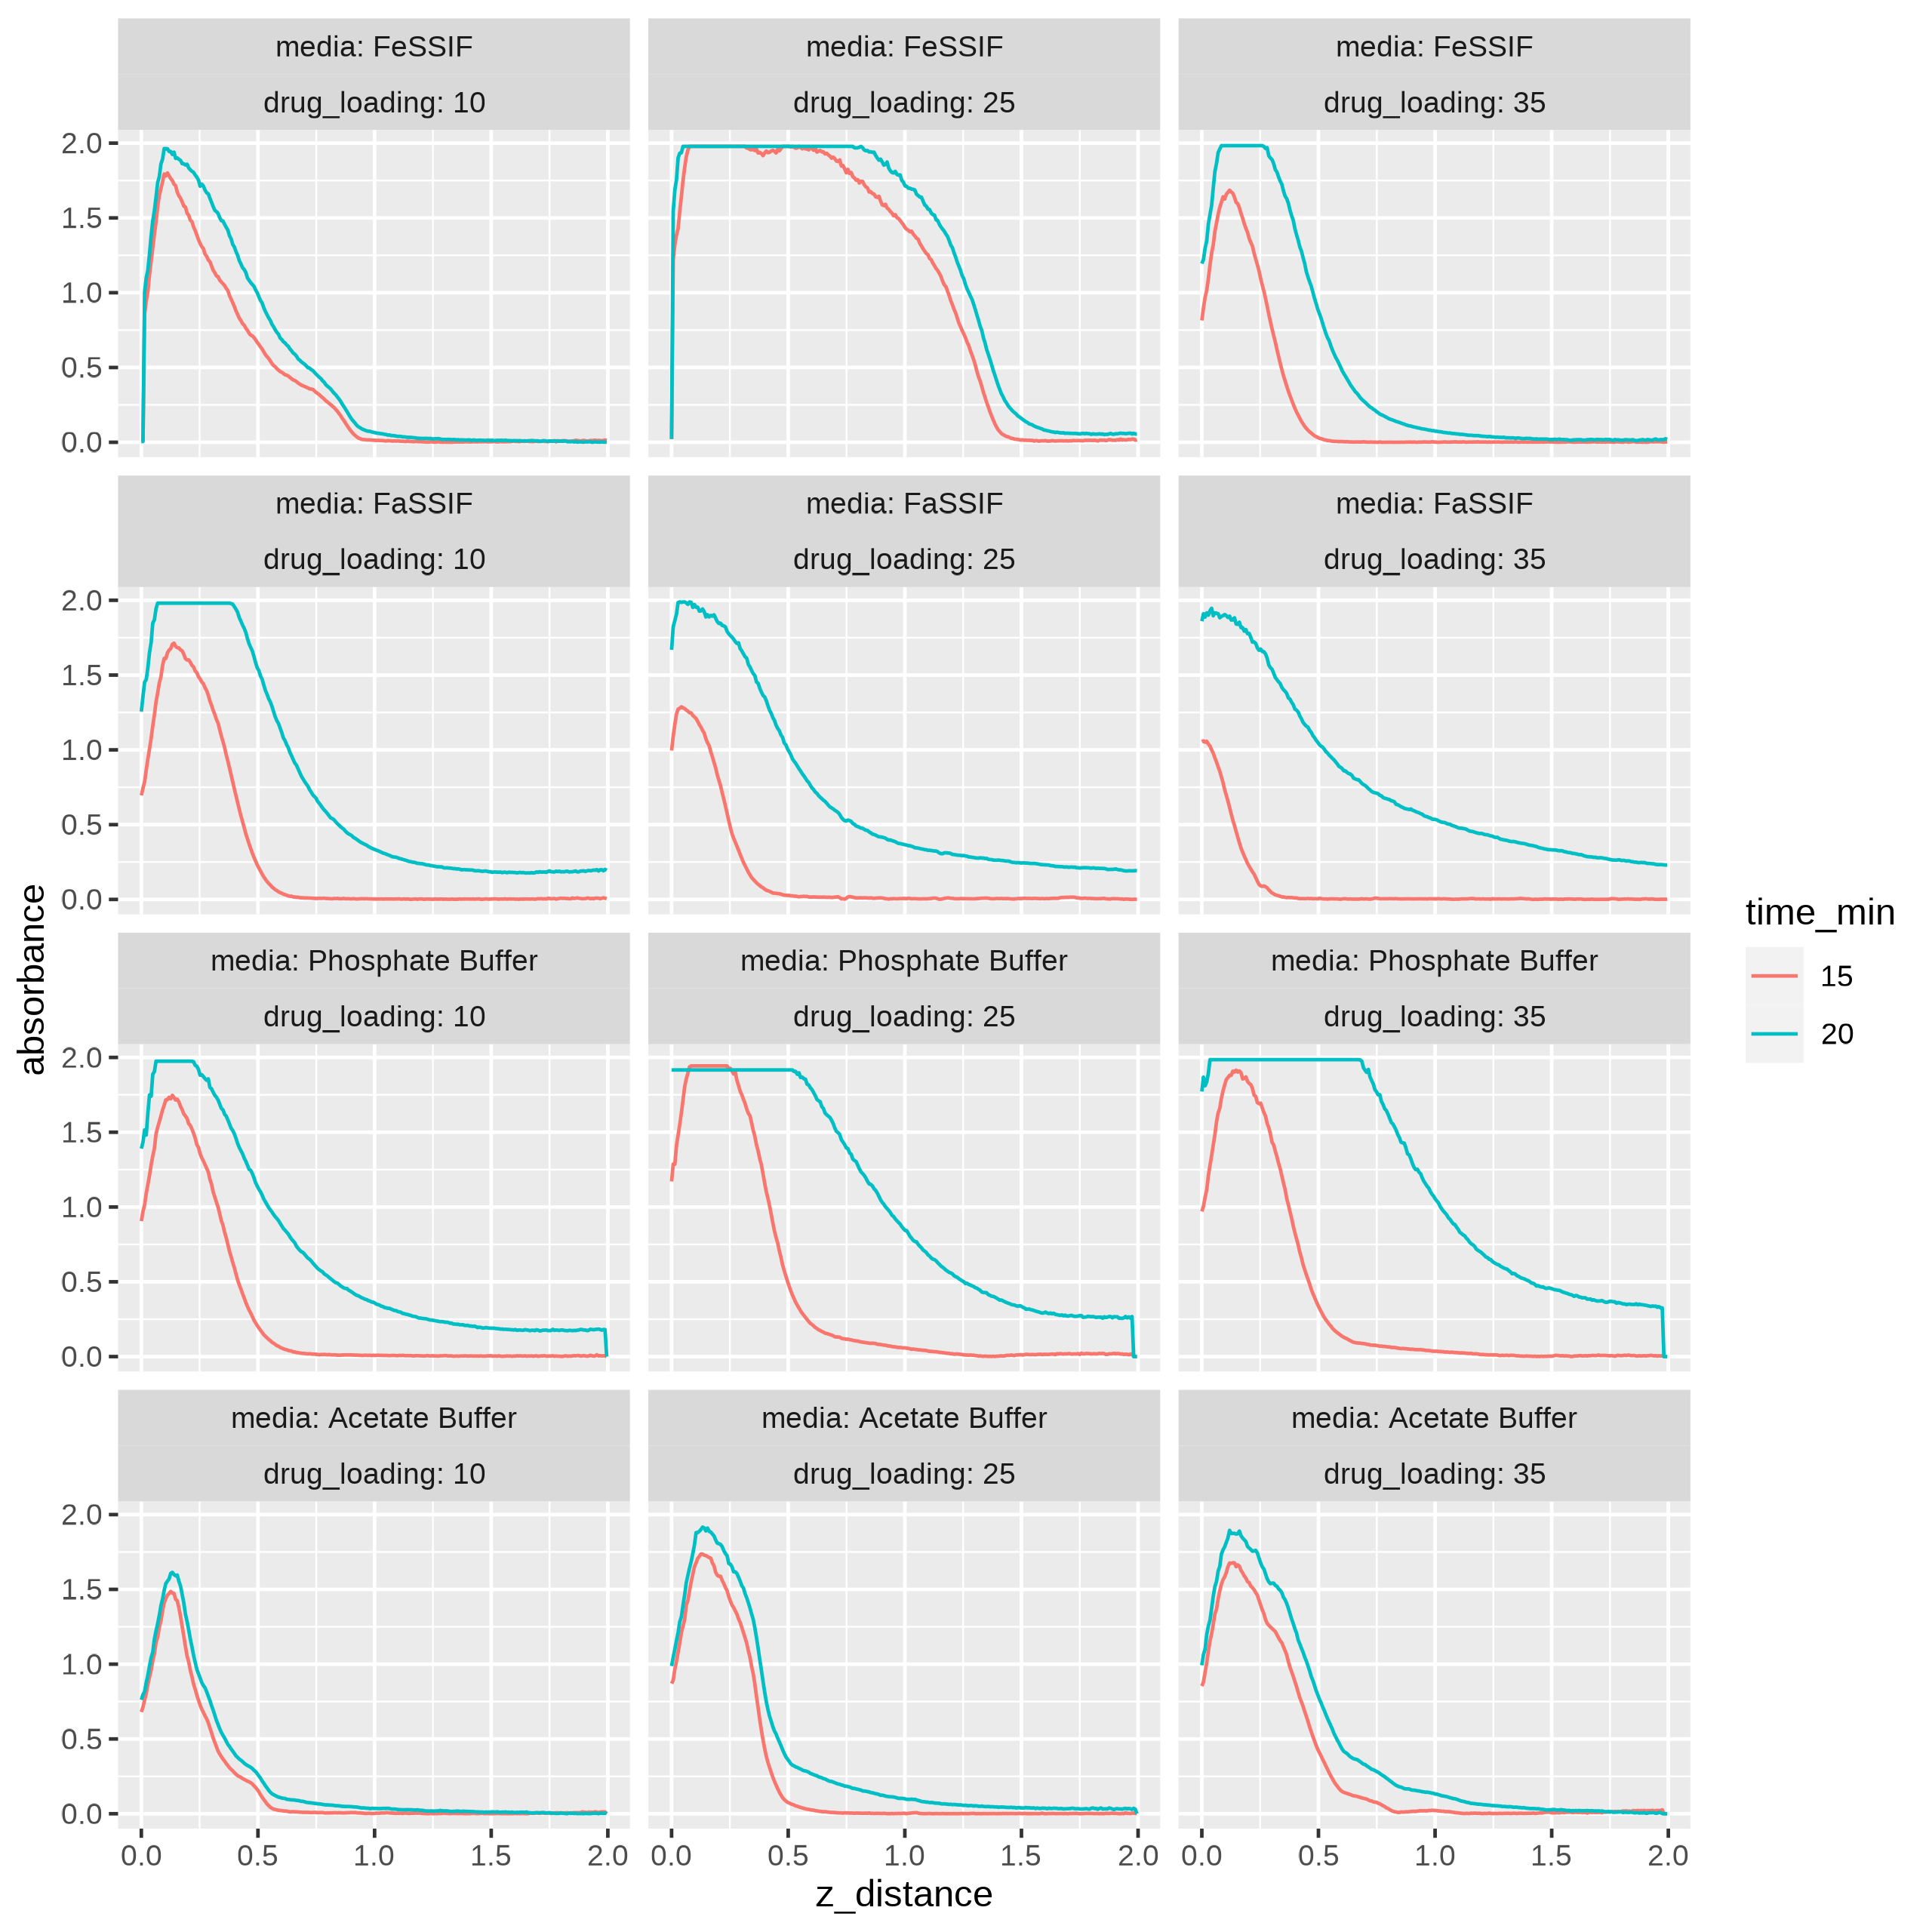 media: FeSSIF
drug_loading: 10
media: FeSSIF
drug_loading: 25
media: FeSSIF
drug_loading: 35
2.0
1.5
1.0
0.5
0.0
media: FaSSIF
drug_loading: 10
media: FaSSIF
drug_loading: 25
media: FaSSIF
drug_loading: 35
2.0
1.5
1.0
0.5
0.0
media: Phosphate Buffer
drug_loading: 10
media: Phosphate Buffer
drug_loading: 25
media: Phosphate Buffer
drug_loading: 35
2.0
1.5
1.0
0.5
0.0
media: Acetate Buffer
drug_loading: 10
media: Acetate Buffer
drug_loading: 25
media: Acetate Buffer
drug_loading: 35
2.0
1.5
1.0
0.5
0.0
0.0 0.5 1.0 1.5 2.0
0.0 0.5 1.0 1.5 2.0
0.0 0.5 1.0 1.5 2.0
z_distance
absorbance
time_min
15
20